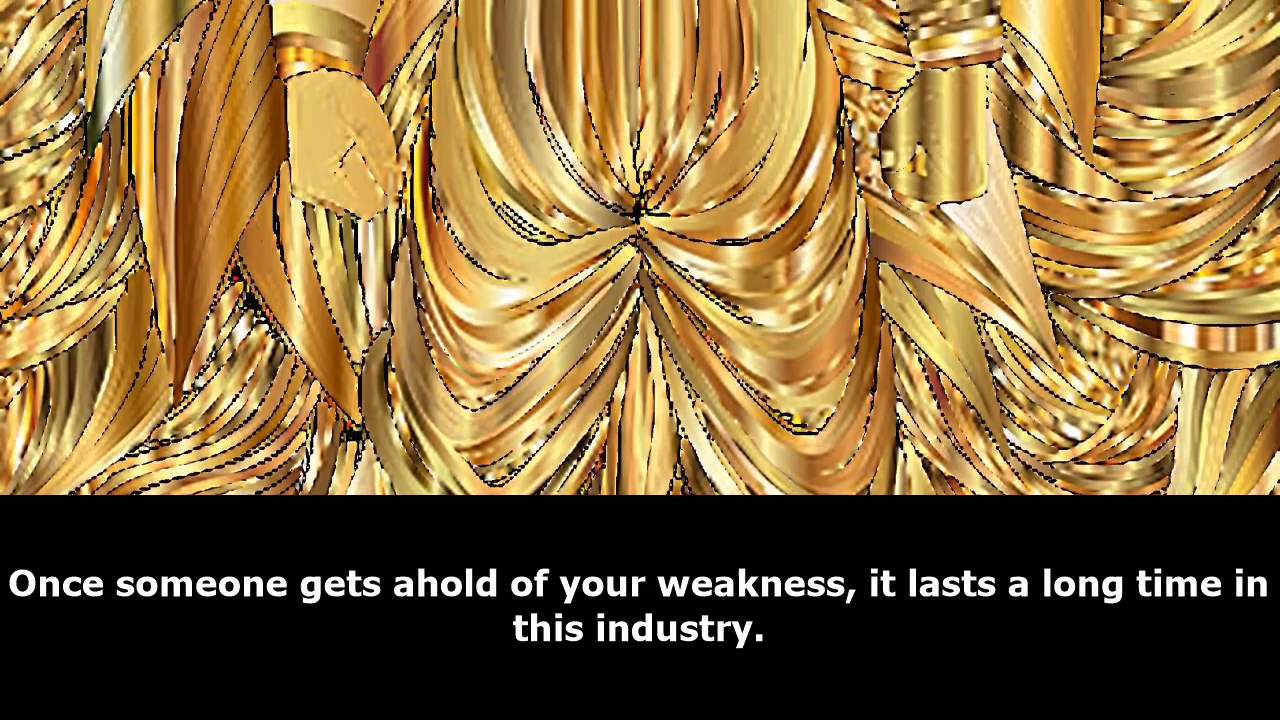 Once someone gets ahold of your weakness, it lasts a long time in
this industry.